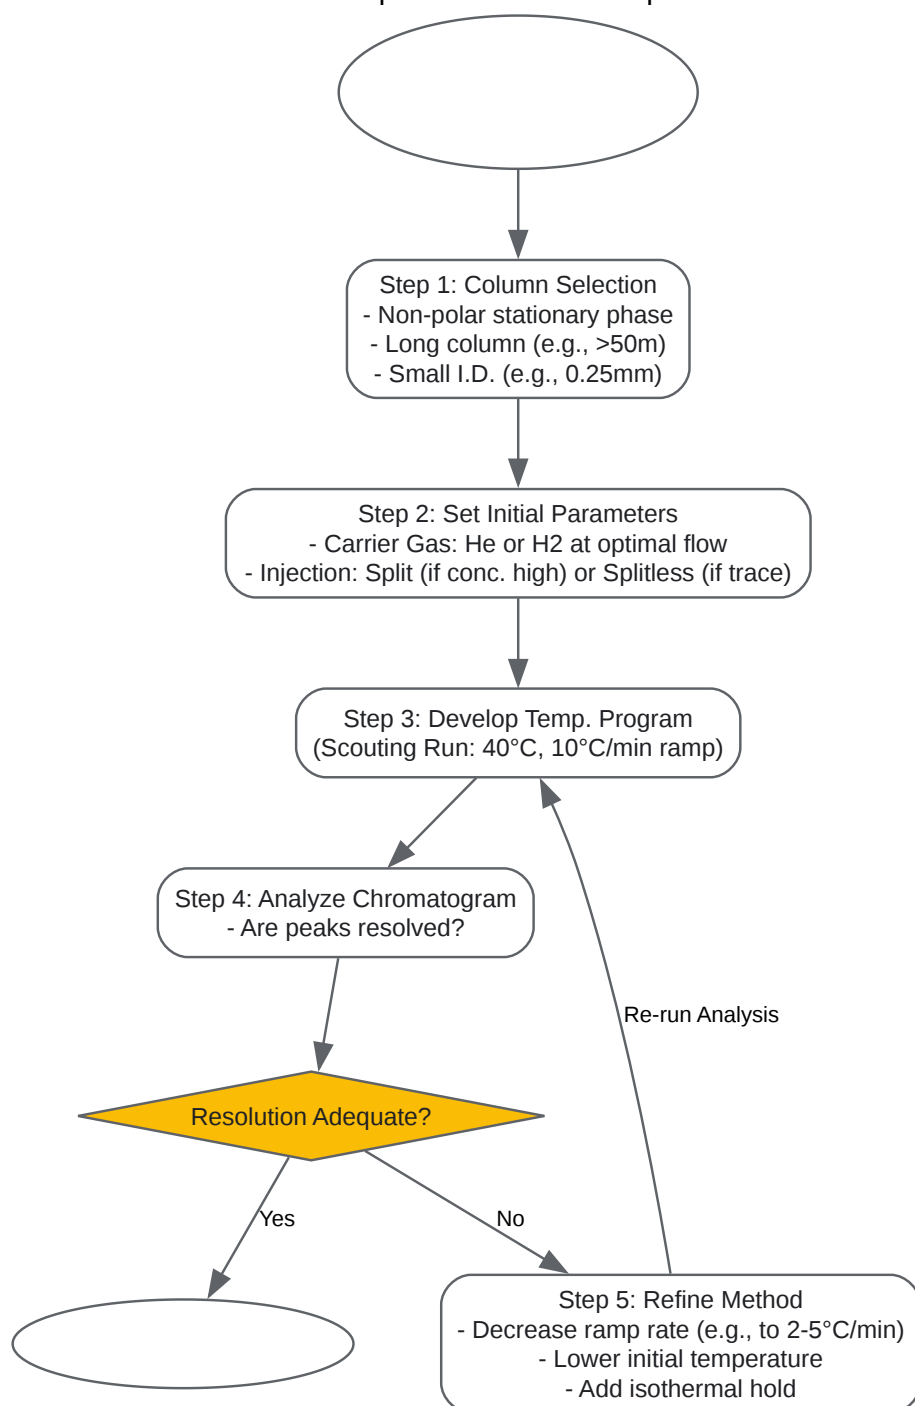 Step 1: Column Selection
- Non-polar stationary phase
- Long column (e.g., >50m)
- Small I.D. (e.g., 0.25mm)
Step 2: Set Initial Parameters
- Carrier Gas: He or H2 at optimal flow
- Injection: Split (if conc. high) or Splitless (if trace)
Step 3: Develop Temp. Program
(Scouting Run: 40°C, 10°C/min ramp)
Step 4: Analyze Chromatogram
- Are peaks resolved?
Re-run Analysis
Resolution Adequate?
Yes
No
Step 5: Refine Method
- Decrease ramp rate (e.g., to 2-5°C/min)
- Lower initial temperature
- Add isothermal hold